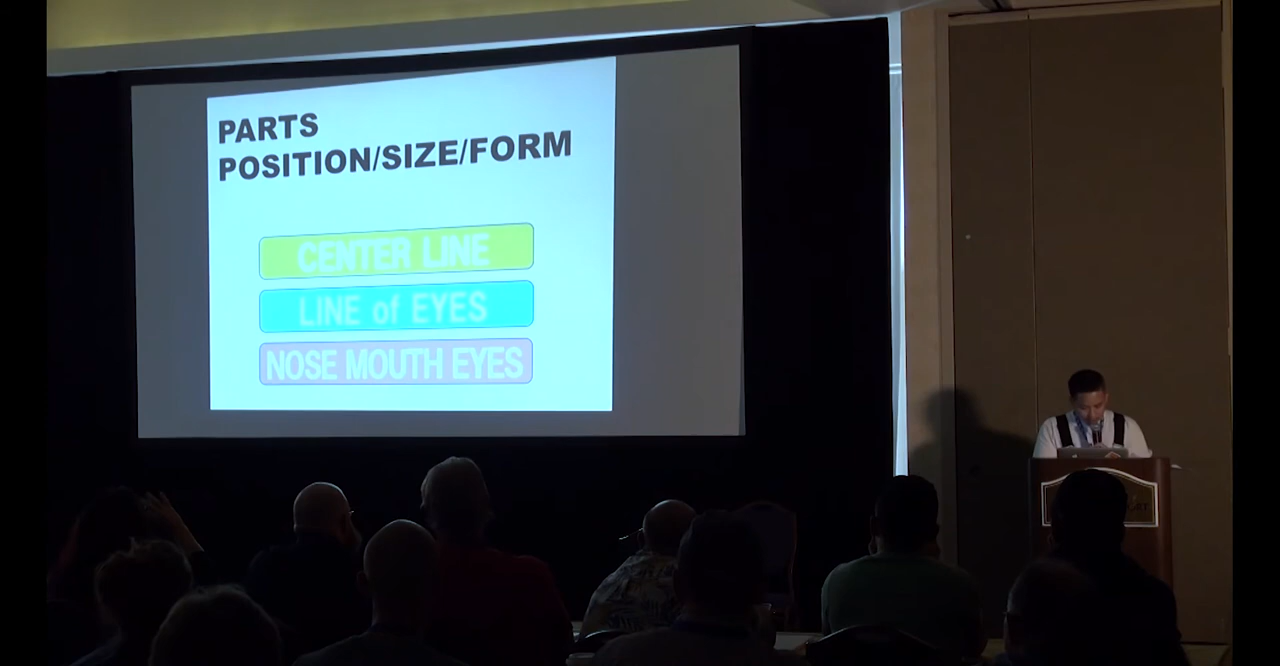 PARTS
POSITION/SIZE/FORM
CENTER LINE
LINE of EYES
NOSE MOUTH EYES